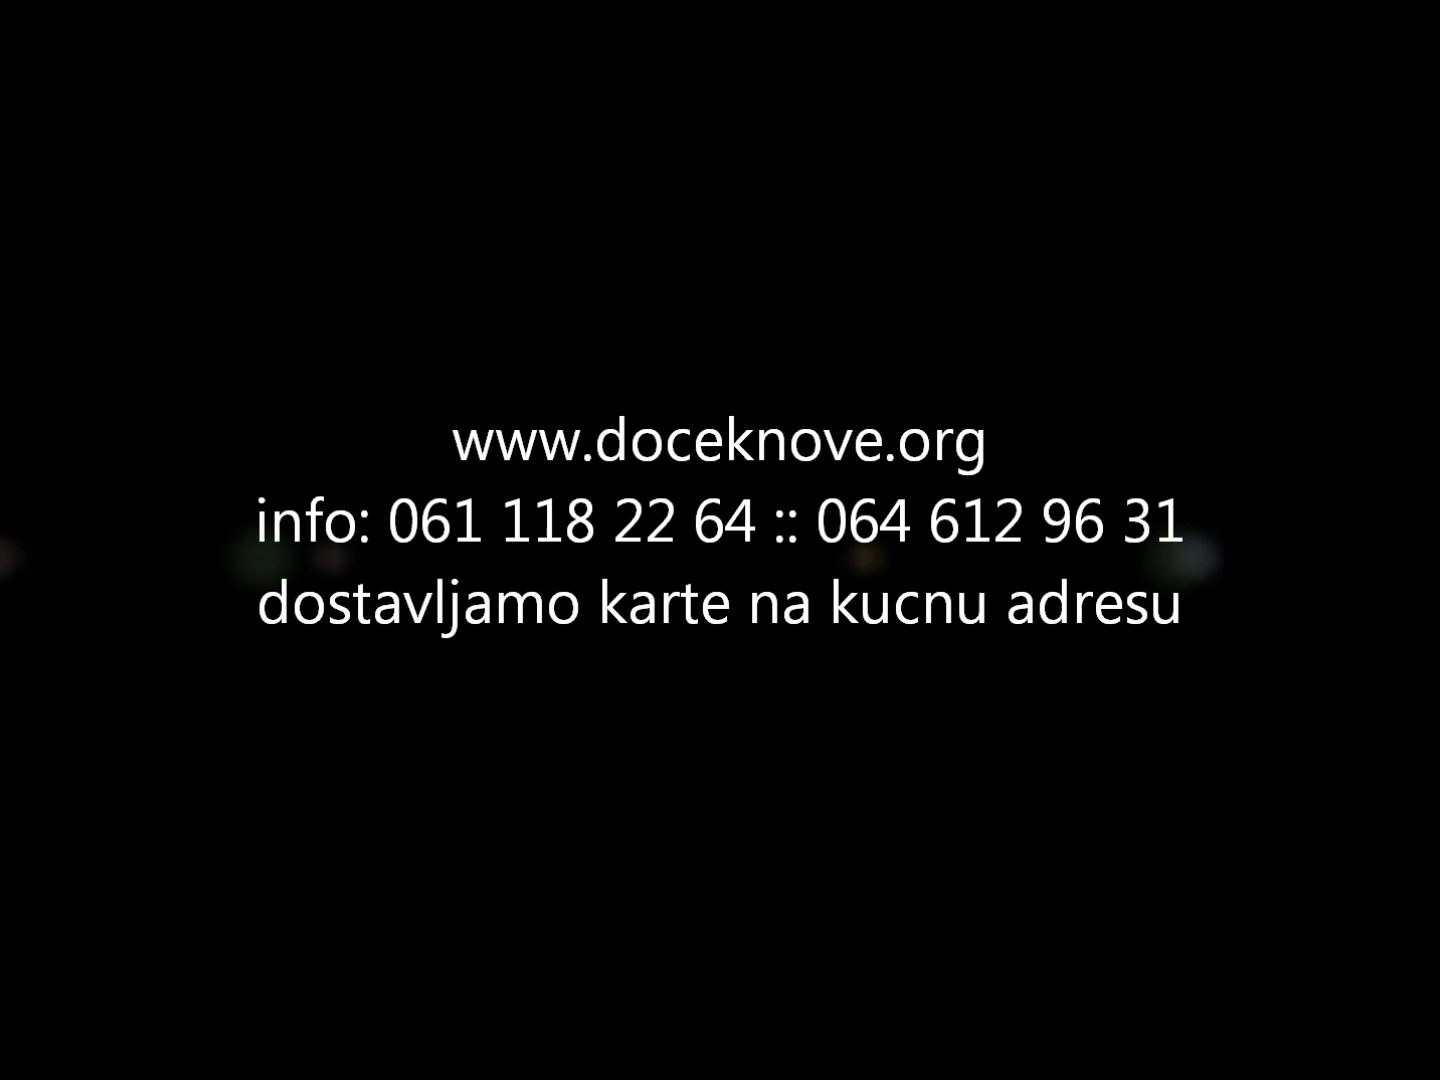 www.doceknove.org
info: 061 118 22 64 :: 064 612 96 31
dostavljamo karte na kucnu adresu